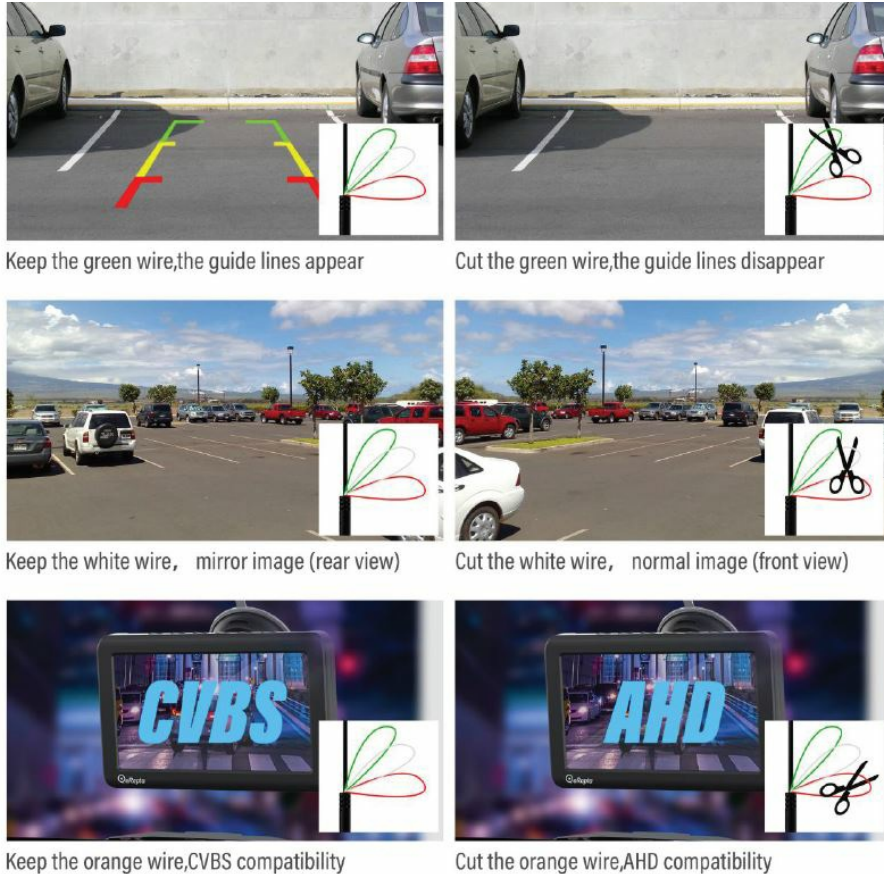 Keep the green wire,the guide lines appear
Cut the green wire,the guide lines disappear
Keep the white wire, mirror image (rear view)
Cut the white wire, normal image (front view)
CVBS
AHD
eRapta
Keep the orange wire,CVBS compatibility
Cut the orange wire,AHD compatibility